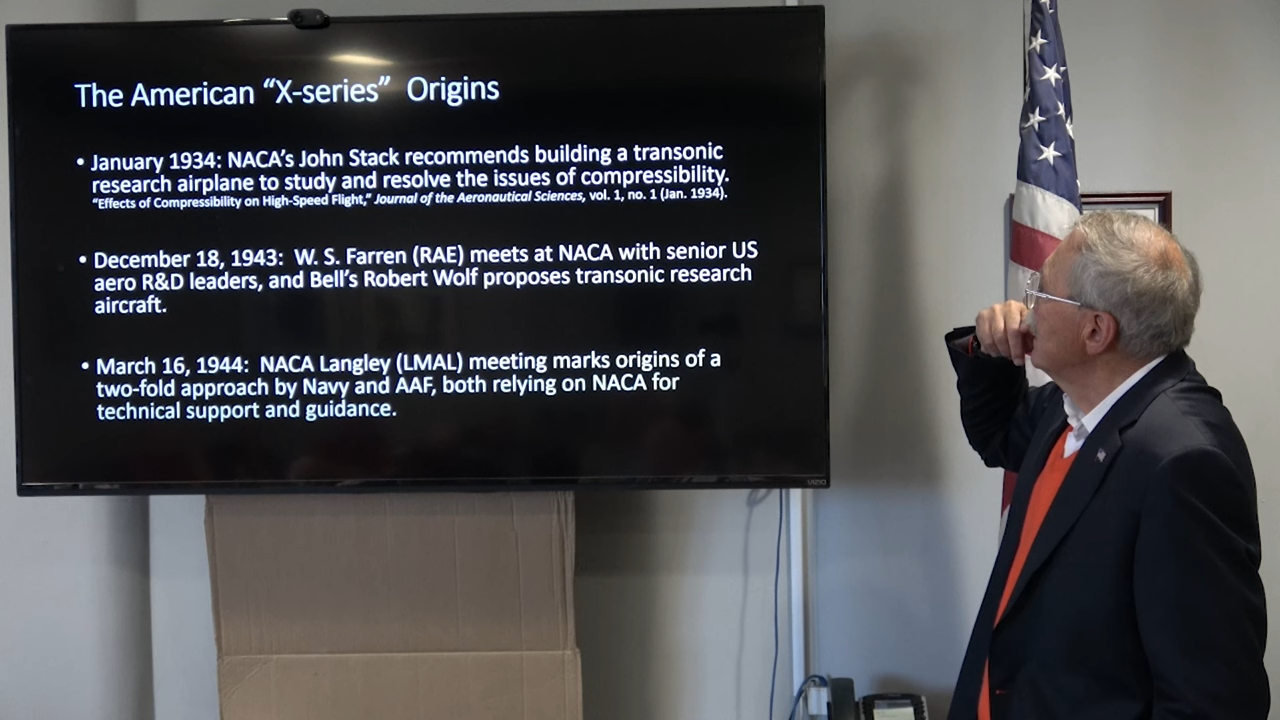 The American “X-series” Origins
• January 1934: NACA’s John Stack recommends building a transonic
research airplane to study and resolve the issues of compressibility.
“Effects of Compressibility on High-Speed Flight,” Journal of the Aeronautical Sciences, vol. 1, no. 1 (Jan. 1934).
• December 18, 1943: W. S. Farren (RAE) meets at NACA with senior US
aero R&D leaders, and Bell’s Robert Wolf proposes transonic research
aircraft.
• March 16, 1944: NACA Langley (LMAL) meeting marks origins of a
two-fold approach by Navy and AAF, both relying on NACA for
technical support and guidance.
VIZIO